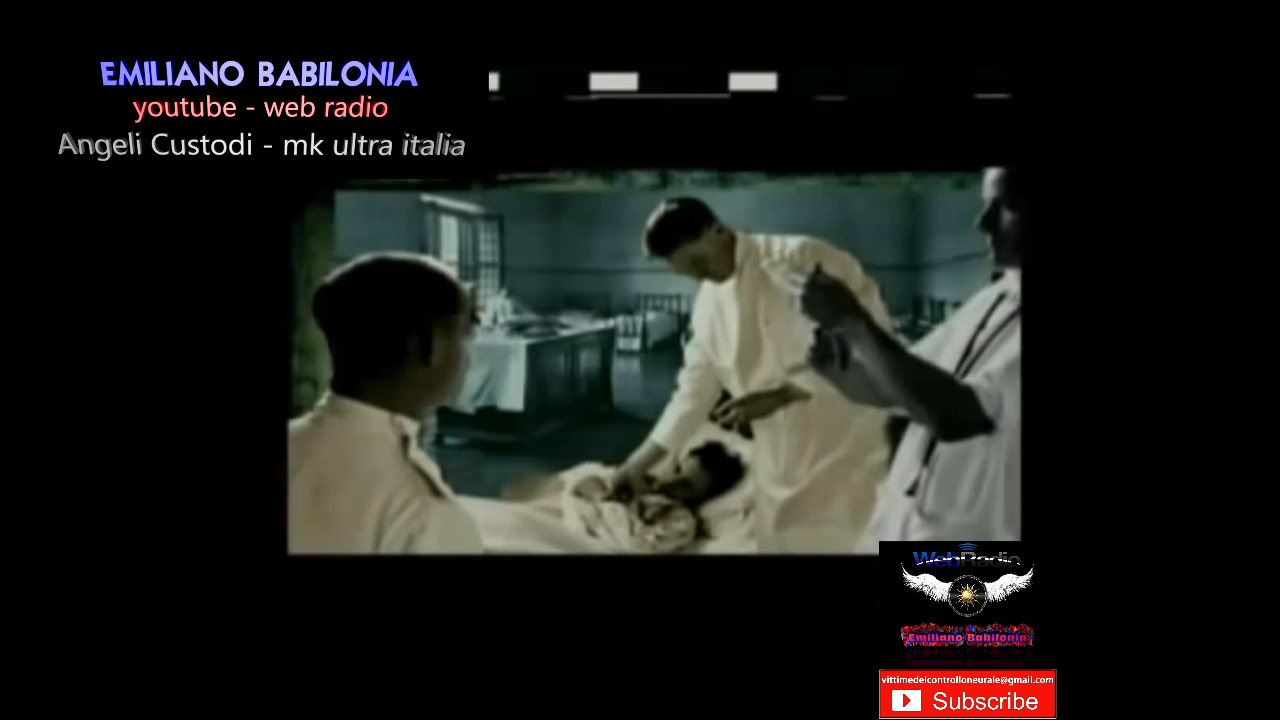 EMILIANO BABILONIA
youtube - web radio
Angeli Custodi - mk ultra italia
WebRadio
Emiliano Babilonia
vittimedelcontrolloneurale@gmail.com
Subscribe